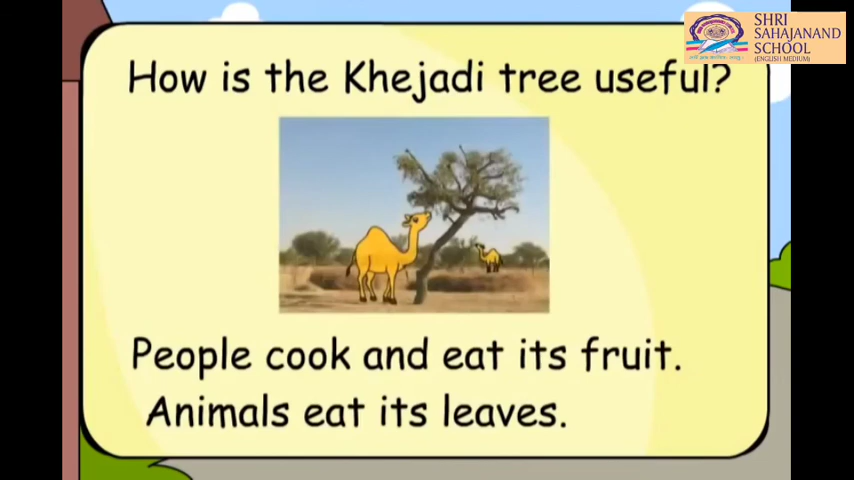 SHRI
SAHAJANAND
SCHOOL
(ENGLISH MEDIUM)
How is the Khejadi tree useful?
People cook and eat its fruit.
Animals eat its leaves.